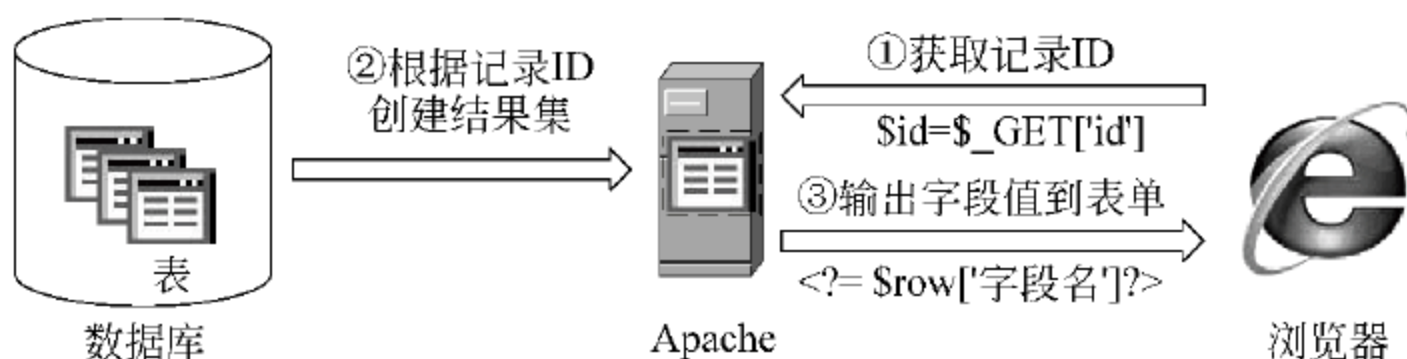 ①获取记录ID
$id=$_GET['id']
②根据记录ID
创建结果集
③输出字段值到表单
<?= $row['字段名']?>
表
数据库
Apache
浏览器